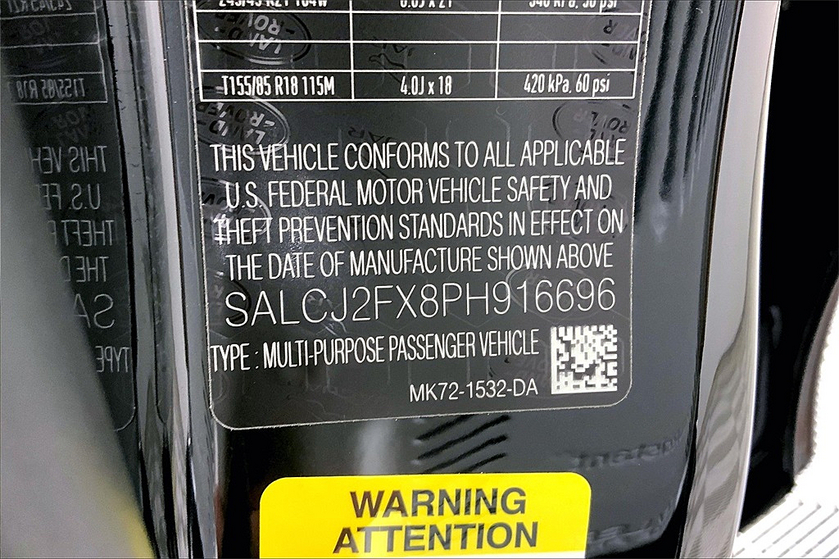 T155/85 R18 115M 4.0J x 18 420 kPa, 60 psi
THIS VEHICLE CONFORMS TO ALL APPLICABLE
U.S. FEDERAL MOTOR VEHICLE SAFETY AND
THEFT PREVENTION STANDARDS IN EFFECT ON
THE DATE OF MANUFACTURE SHOWN ABOVE
SALCJ2FX8PH916696
TYPE : MULTI-PURPOSE PASSENGER VEHICLE
MK72-1532-DA
WARNING
ATTENTION